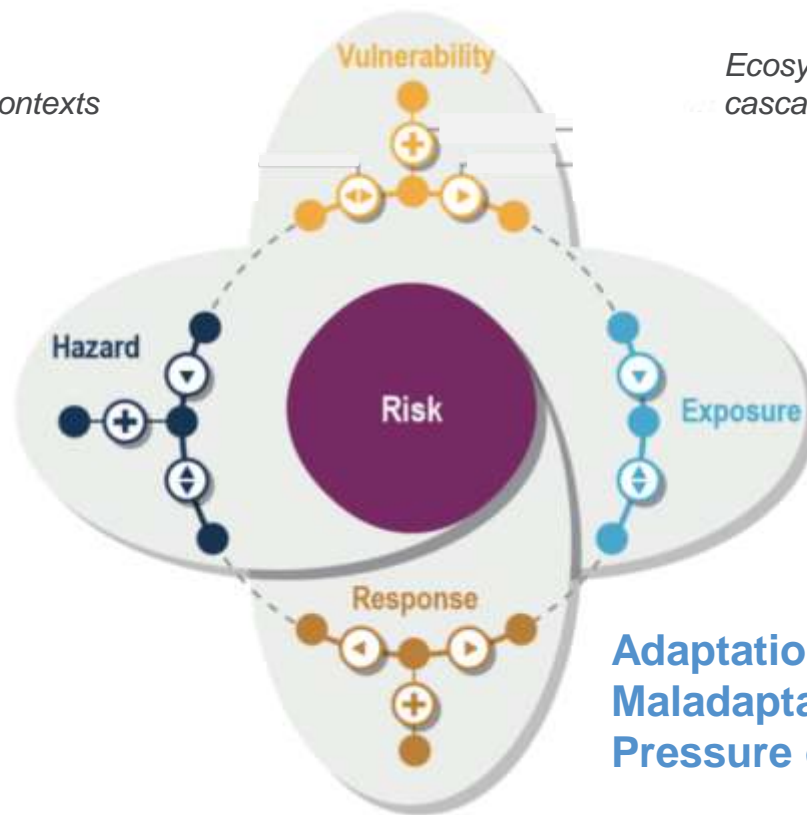 Vulnerability
Ecosy
ontexts
casca
Hazard
Risk
Exposure
Response
Adaptatio
Maladapta
Pressure